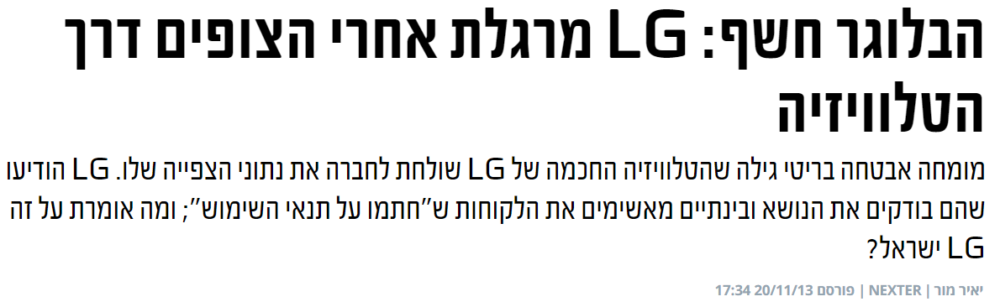 הבלוגר חשף: LG מרגלת אחרי הצופים דרך
הטלוויזיה
מומחה אבטחה בריטי גילה שהטלוויזיה החכמה של LG שולחת לחברה את נתוני הצפייה שלו. LG הודיעו
שהם בודקים את הנושא ובינתיים מאשימים את הלקוחות ש"חתמו על תנאי השימוש"; ומה אומרת על זה
LG ישראל?
יאיר מור | NEXTER | פורסם 20/11/13 17:34